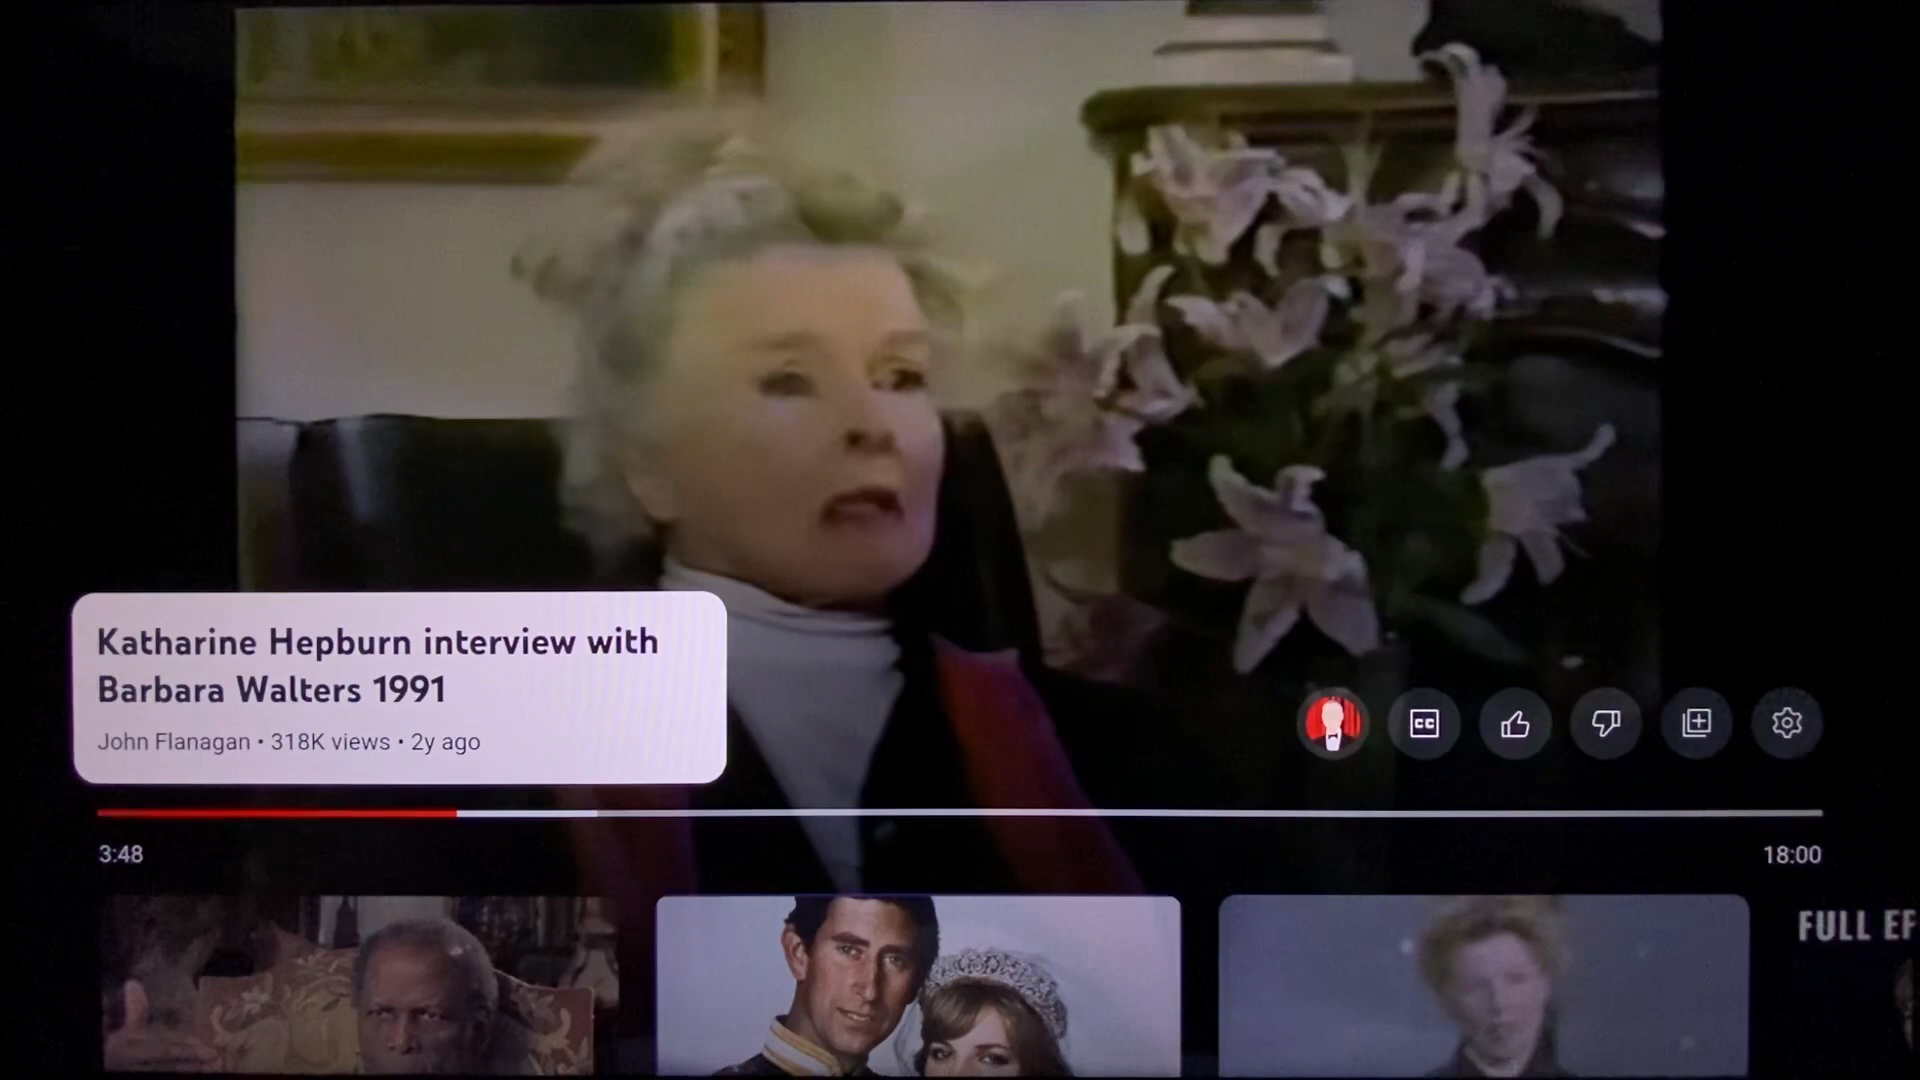 Katharine Hepburn interview with
Barbara Walters 1991
John Flanagan • 318K views • 2y ago
CC
3:48
18:00
FULL EF